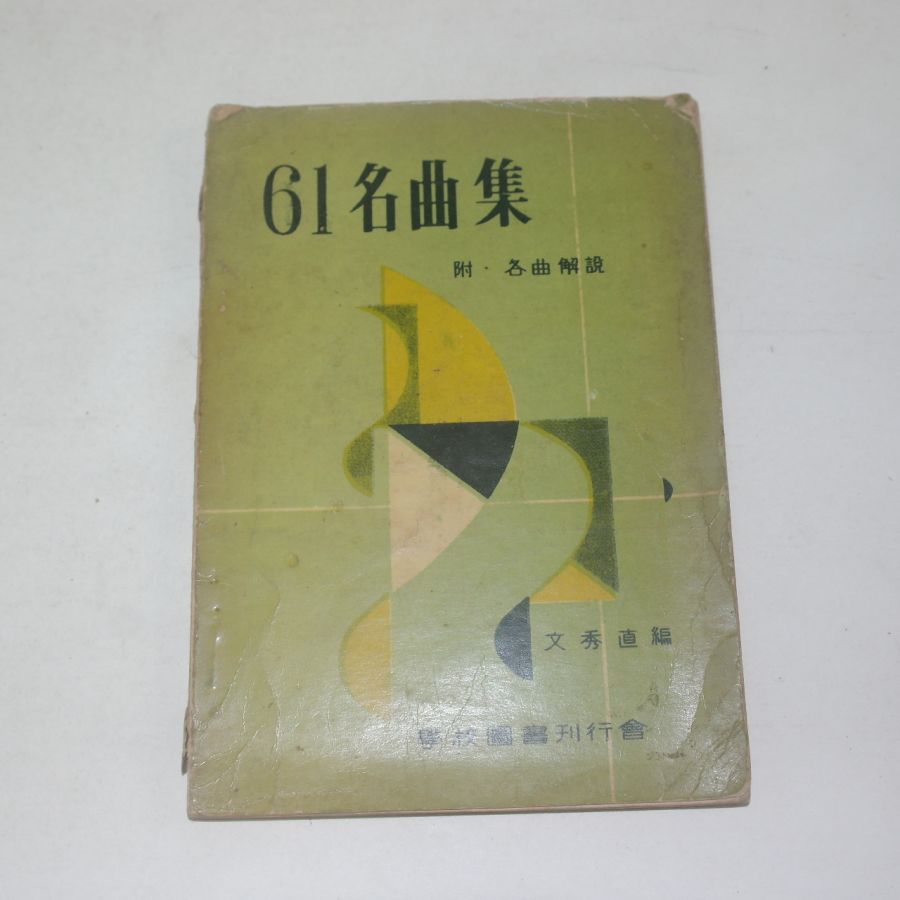 61名曲集
附・各曲解說
文秀直編
學校圖書刊行會